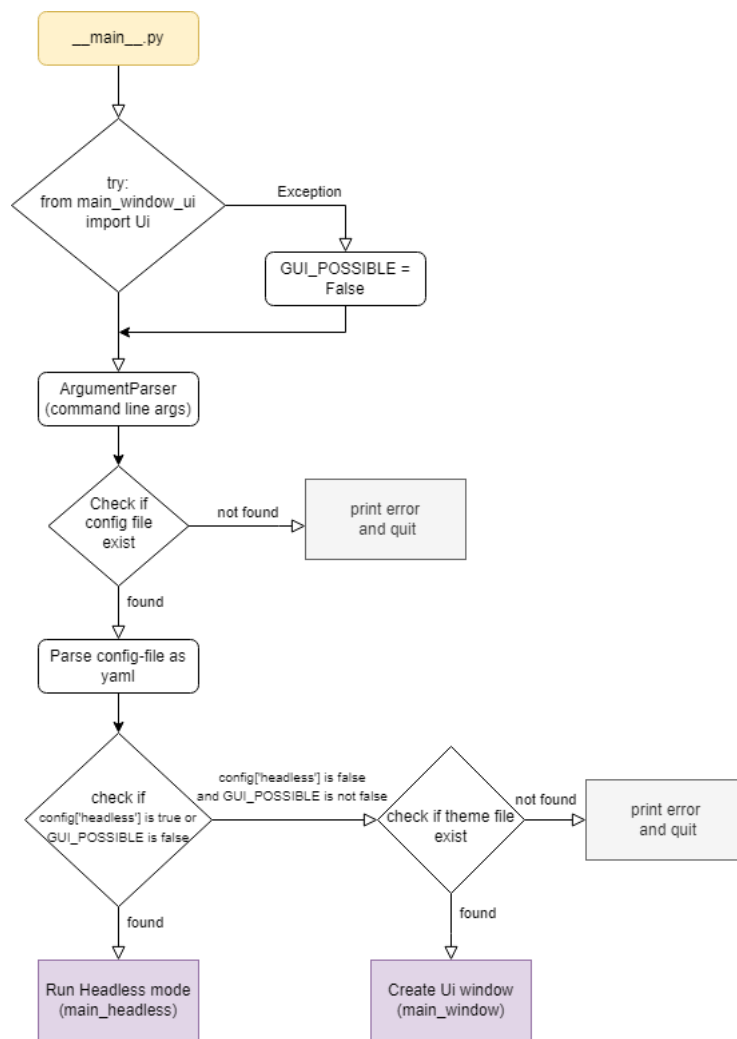 __main__.py
try:
from main_window_ui
import Ui
Exception
GUI_POSSIBLE =
False
ArgumentParser
(command line args)
Check if
config file
exist
not found
print error
and quit
found
Parse config-file as
yaml
check if
config['headless'] is true or
GUI_POSSIBLE is false
config['headless'] is false
and GUI_POSSIBLE is not false
check if theme file
exist
not found
print error
and quit
found
found
Run Headless mode
(main_headless)
Create Ui window
(main_window)